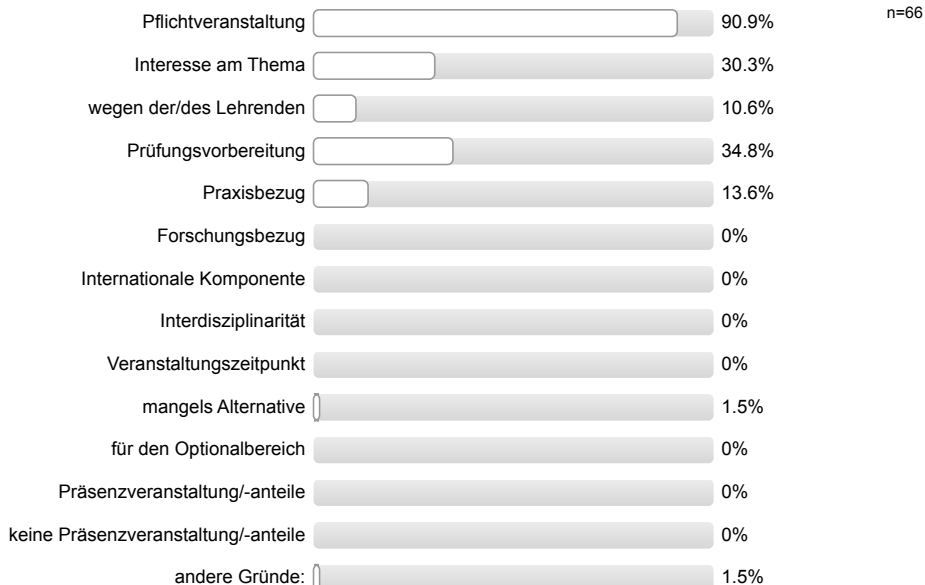 Pflichtveranstaltung 90.9% n=66
Interesse am Thema 30.3%
wegen der/des Lehrenden 10.6%
Prüfungsvorbereitung 34.8%
Praxisbezug 13.6%
Forschungsbezug 0%
Internationale Komponente 0%
Interdisziplinarität 0%
Veranstaltungszeitpunkt 0%
mangels Alternative 1.5%
für den Optionalbereich 0%
Präsenzveranstaltung/-anteile 0%
keine Präsenzveranstaltung/-anteile 0%
andere Gründe: 1.5%